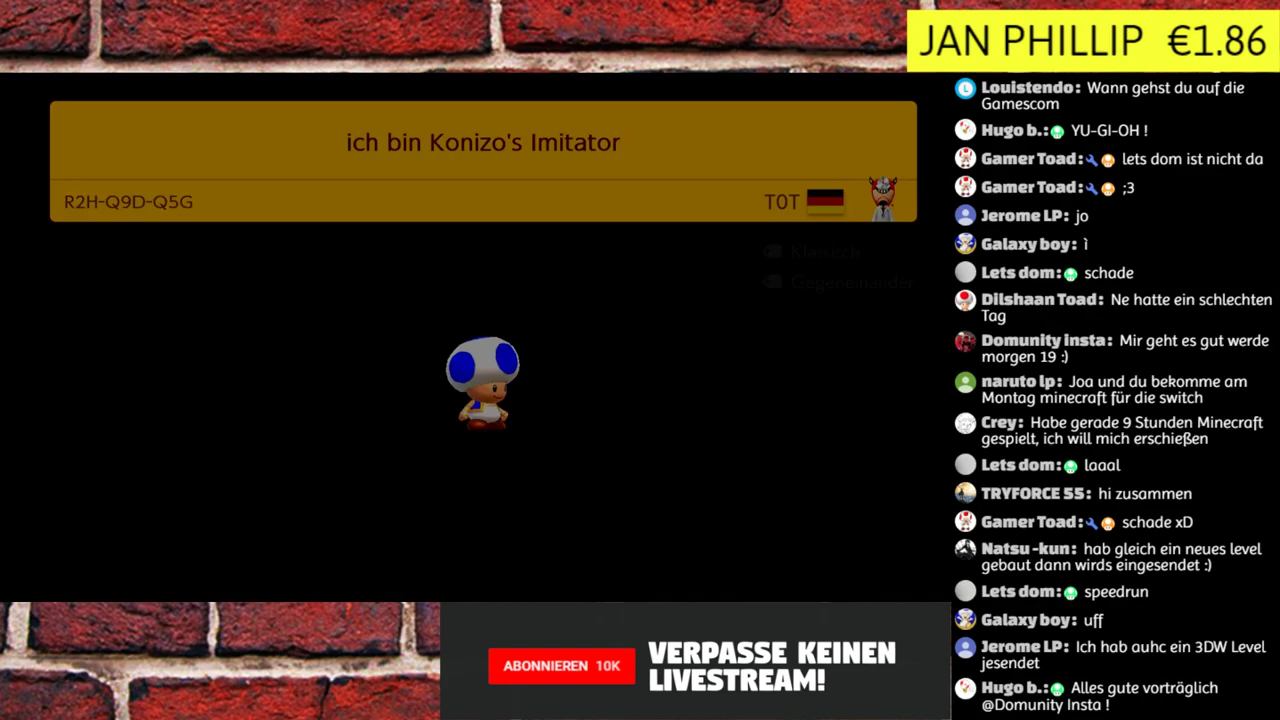 JAN PHILLIP €1.86
ich bin Konizo's Imitator
R2H-Q9D-Q5G
T0T
Klassisch
Gegeneinander
ABONNIEREN 10K
VERPASSE KEINEN
LIVESTREAM!
Louistendo: Wann gehst du auf die
Gamescom
Hugo b.: YU-GI-OH !
Gamer Toad: lets dom ist nicht da
Gamer Toad: ;3
Jerome LP: jo
Galaxy boy: ì
Lets dom: schade
Dilshaan Toad: Ne hatte ein schlechten
Tag
Domunity insta: Mir geht es gut werde
morgen 19 :)
naruto lp: Joa und du bekomme am
Montag minecraft für die switch
Crey: Habe gerade 9 Stunden Minecraft
gespielt, ich will mich erschießen
Lets dom: laaal
TRYFORCE 55: hi zusammen
Gamer Toad: schade xD
Natsu -kun: hab gleich ein neues level
gebaut dann wirds eingesendet :)
Lets dom: speedrun
Galaxy boy: uff
Jerome LP: Ich hab auhc ein 3DW Level
jesendet
Hugo b.: Alles gute vorträglich
@Domunity Insta !